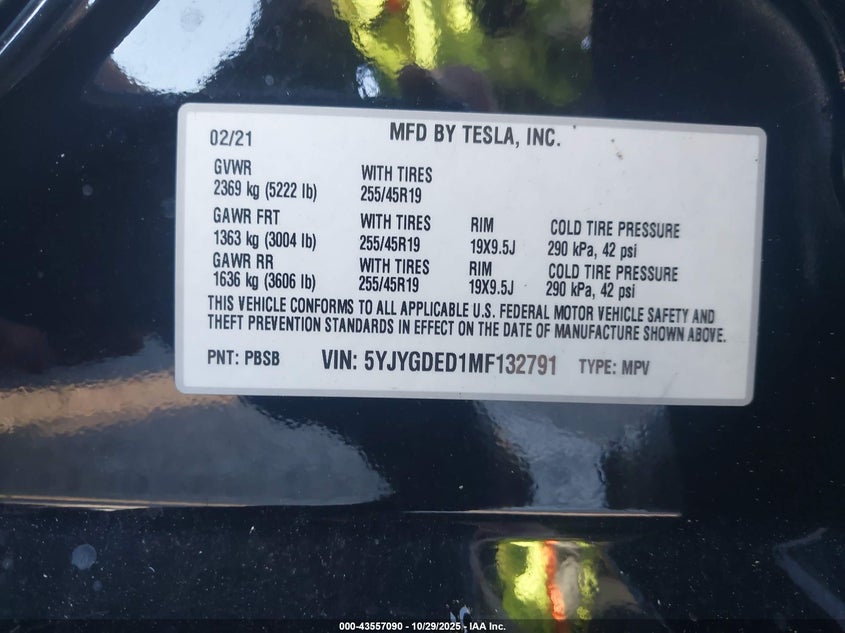 02/21 MFD BY TESLA, INC.
GVWR WITH TIRES
2369 kg (5222 lb) 255/45R19
GAWR FRT WITH TIRES RIM COLD TIRE PRESSURE
1363 kg (3004 lb) 255/45R19 19X9.5J 290 kPa, 42 psi
GAWR RR WITH TIRES RIM COLD TIRE PRESSURE
1636 kg (3606 lb) 255/45R19 19X9.5J 290 kPa, 42 psi
THIS VEHICLE CONFORMS TO ALL APPLICABLE U.S. FEDERAL MOTOR VEHICLE SAFETY AND
THEFT PREVENTION STANDARDS IN EFFECT ON THE DATE OF MANUFACTURE SHOWN ABOVE.
PNT: PBSB VIN: 5YJYGDED1MF132791 TYPE: MPV
000-43557090 - 10/29/2025 - IAA Inc.